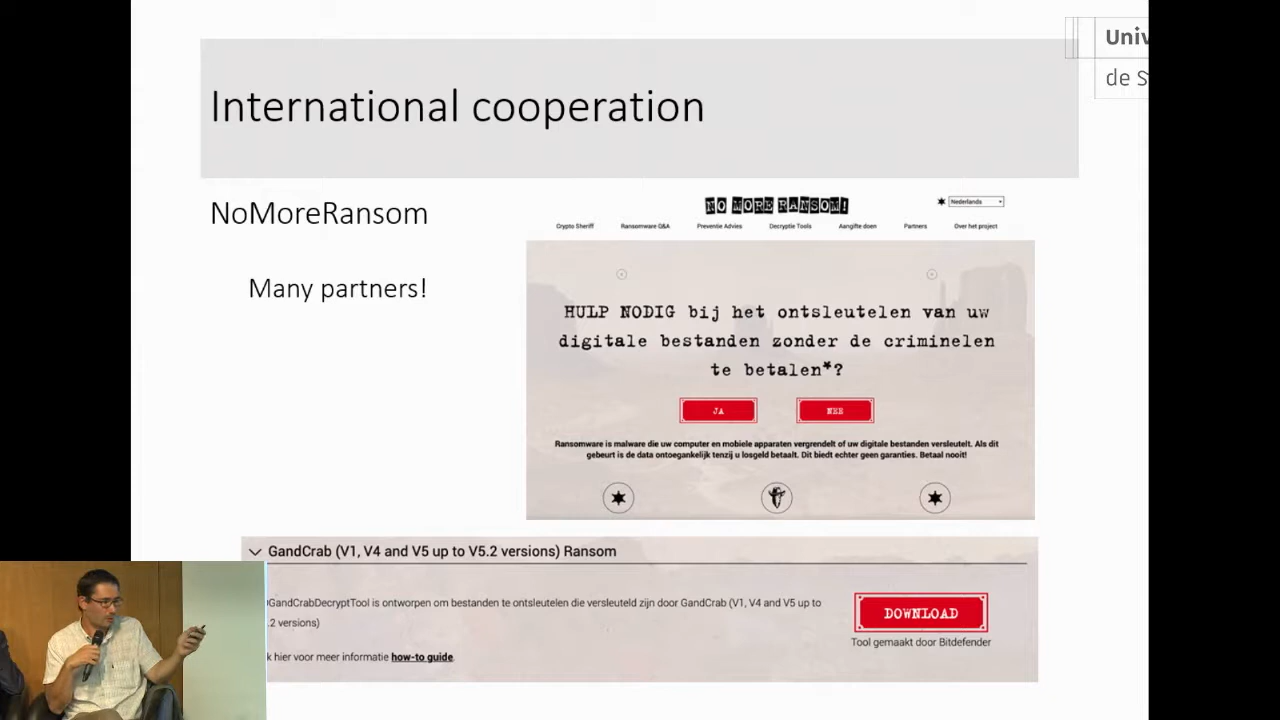 Univ
de S
International cooperation
NoMoreRansom
Many partners!
NO MORE RANSOM!
Nederlands
Crypto Sheriff Ransomware Q&A Preventie Advies Decryptie Tools Aangifte doen Partners Over het project
HULP NODIG bij het ontsleutelen van uw
digitale bestanden zonder de criminelen
te betalen*?
JA NEE
Ransomware is malware die uw computer en mobiele apparaten vergrendelt of uw digitale bestanden versleutelt. Als dit
gebeurt is de data ontoegankelijk tenzij u losgeld betaalt. Dit biedt echter geen garanties. Betaal nooit!
GandCrab (V1, V4 and V5 up to V5.2 versions) Ransom
GandCrabDecryptTool is ontworpen om bestanden te ontsleutelen die versleuteld zijn door GandCrab (V1, V4 and V5 up to
.2 versions)
k hier voor meer informatie how-to guide.
DOWNLOAD
Tool gemaakt door Bitdefender